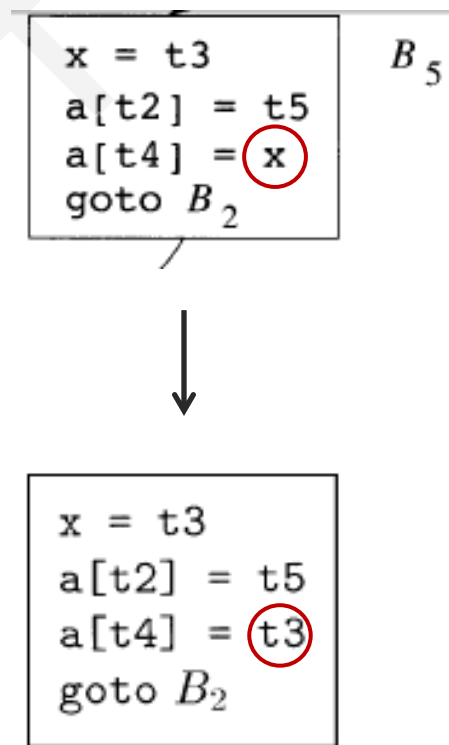 x = t3
a[t2] = t5
a[t4] = x
goto B₂
B₅
x = t3
a[t2] = t5
a[t4] = t3
goto B₂